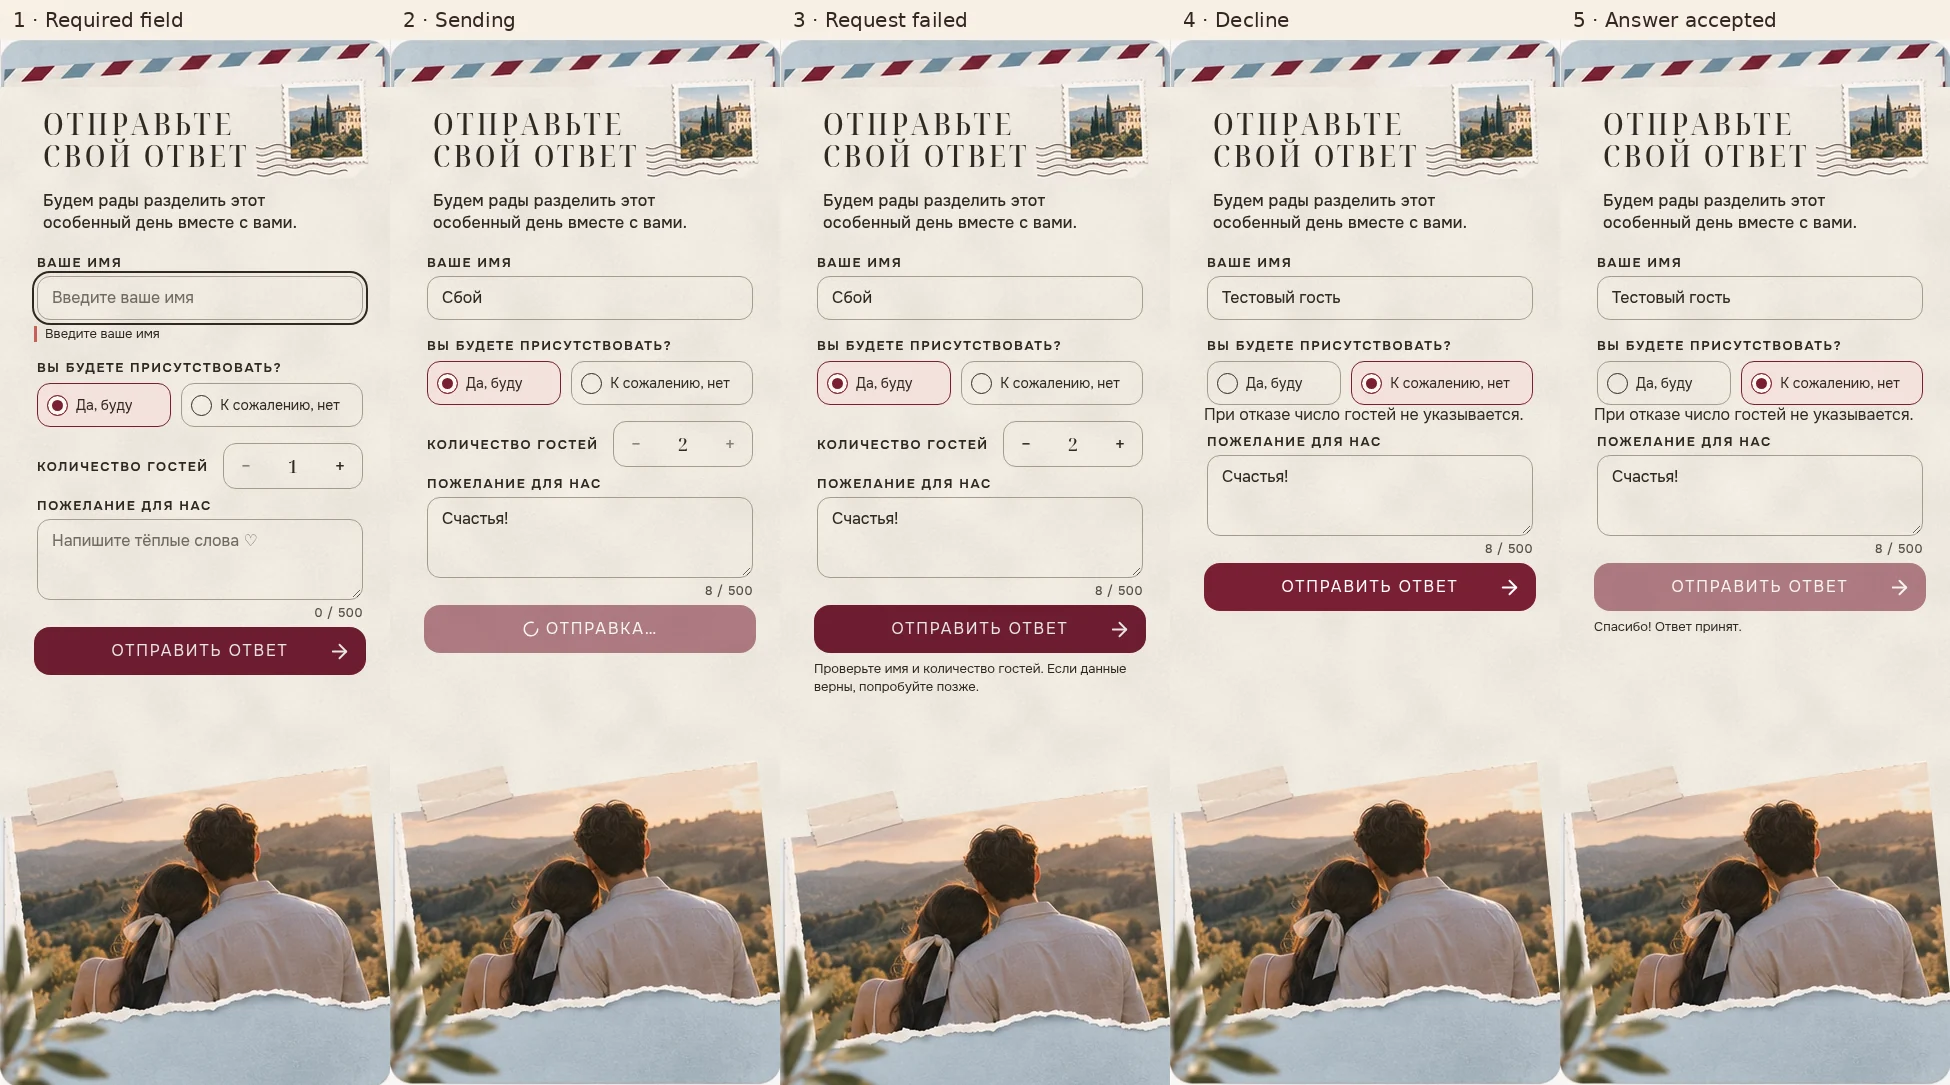 1 · Required field
ОТПРАВЬТЕ
СВОЙ ОТВЕТ
Будем рады разделить этот
особенный день вместе с вами.
ВАШЕ ИМЯ
Введите ваше имя
Введите ваше имя
ВЫ БУДЕТЕ ПРИСУТСТВОВАТЬ?
Да, буду
К сожалению, нет
КОЛИЧЕСТВО ГОСТЕЙ
− 1 +
ПОЖЕЛАНИЕ ДЛЯ НАС
Напишите тёплые слова ♡
0 / 500
ОТПРАВИТЬ ОТВЕТ →
2 · Sending
ОТПРАВЬТЕ
СВОЙ ОТВЕТ
Будем рады разделить этот
особенный день вместе с вами.
ВАШЕ ИМЯ
Сбой
ВЫ БУДЕТЕ ПРИСУТСТВОВАТЬ?
Да, буду
К сожалению, нет
КОЛИЧЕСТВО ГОСТЕЙ
− 2 +
ПОЖЕЛАНИЕ ДЛЯ НАС
Счастья!
8 / 500
ОТПРАВКА…
3 · Request failed
ОТПРАВЬТЕ
СВОЙ ОТВЕТ
Будем рады разделить этот
особенный день вместе с вами.
ВАШЕ ИМЯ
Сбой
ВЫ БУДЕТЕ ПРИСУТСТВОВАТЬ?
Да, буду
К сожалению, нет
КОЛИЧЕСТВО ГОСТЕЙ
− 2 +
ПОЖЕЛАНИЕ ДЛЯ НАС
Счастья!
8 / 500
ОТПРАВИТЬ ОТВЕТ →
Проверьте имя и количество гостей. Если данные
верны, попробуйте позже.
4 · Decline
ОТПРАВЬТЕ
СВОЙ ОТВЕТ
Будем рады разделить этот
особенный день вместе с вами.
ВАШЕ ИМЯ
Тестовый гость
ВЫ БУДЕТЕ ПРИСУТСТВОВАТЬ?
Да, буду
К сожалению, нет
При отказе число гостей не указывается.
ПОЖЕЛАНИЕ ДЛЯ НАС
Счастья!
8 / 500
ОТПРАВИТЬ ОТВЕТ →
5 · Answer accepted
ОТПРАВЬТЕ
СВОЙ ОТВЕТ
Будем рады разделить этот
особенный день вместе с вами.
ВАШЕ ИМЯ
Тестовый гость
ВЫ БУДЕТЕ ПРИСУТСТВОВАТЬ?
Да, буду
К сожалению, нет
При отказе число гостей не указывается.
ПОЖЕЛАНИЕ ДЛЯ НАС
Счастья!
8 / 500
ОТПРАВИТЬ ОТВЕТ →
Спасибо! Ответ принят.